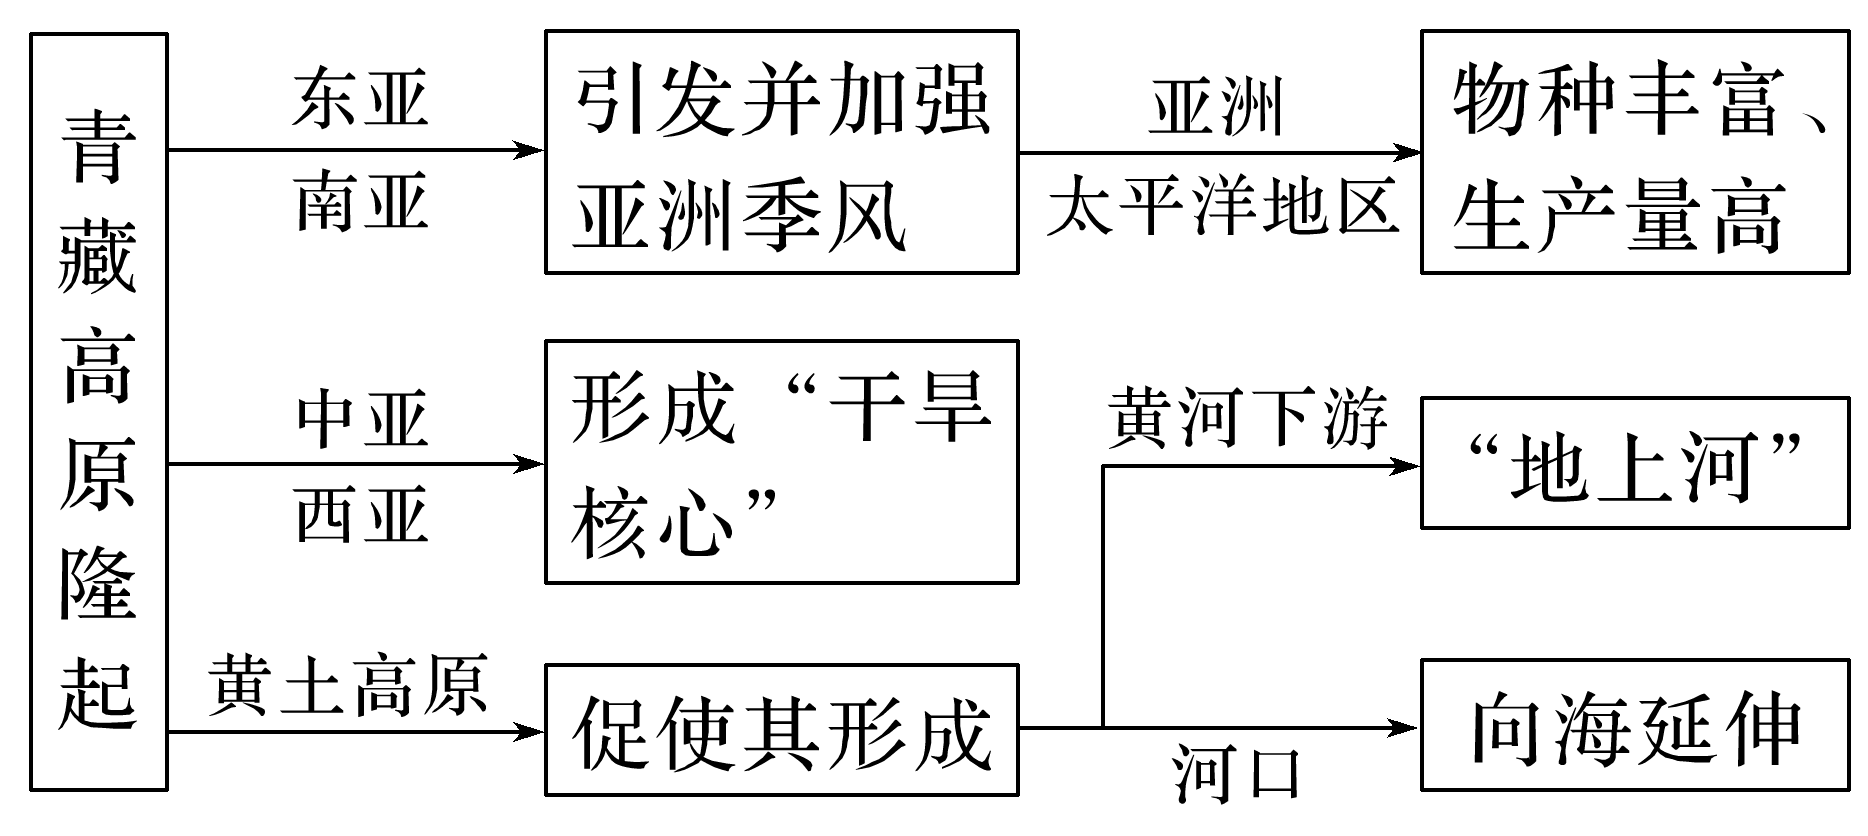 青藏高原隆起
东亚
南亚
引发并加强
亚洲季风
亚洲
太平洋地区
物种丰富、
生产量高
中亚
西亚
形成“干旱
核心”
黄河下游
“地上河”
黄土高原
促使其形成
河口
向海延伸